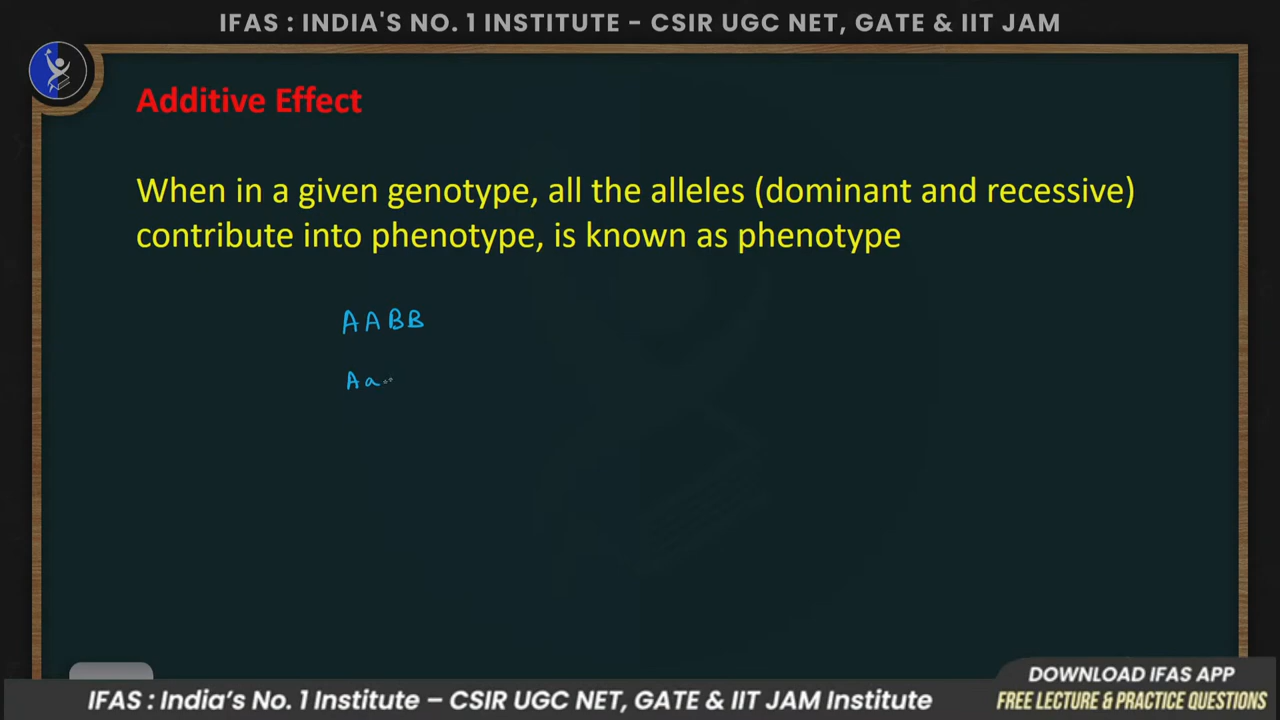 IFAS : INDIA'S NO. 1 INSTITUTE - CSIR UGC NET, GATE & IIT JAM
Additive Effect
When in a given genotype, all the alleles (dominant and recessive)
contribute into phenotype, is known as phenotype
A A B B
A a
DOWNLOAD IFAS APP
IFAS : India's No. 1 Institute – CSIR UGC NET, GATE & IIT JAM Institute
FREE LECTURE & PRACTICE QUESTIONS